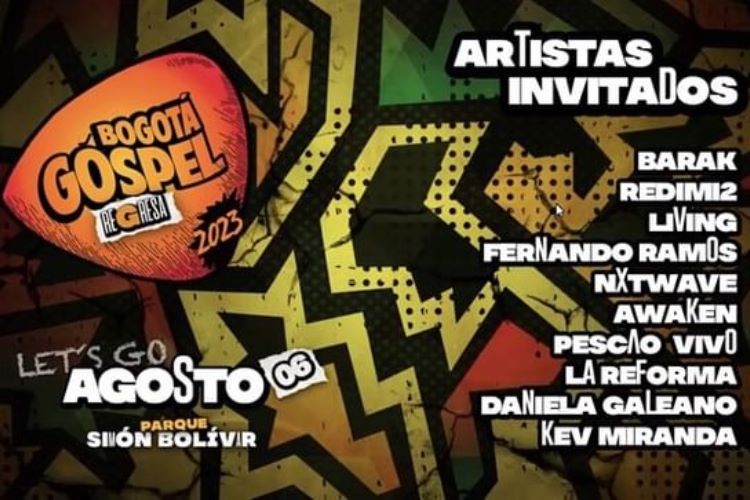 BOGOTÁ
GOSPEL
REGRESA
2023
LET'S GO
AGOSTO 06
PARQUE
SIMÓN BOLÍVAR
ARTISTAS
INVITADOS
BARAK
REDIMI2
LIVING
FERNANDO RAMOS
NXTWAVE
AWAKEN
PESCAO VIVO
LA REFORMA
DANIELA GALEANO
KEV MIRANDA